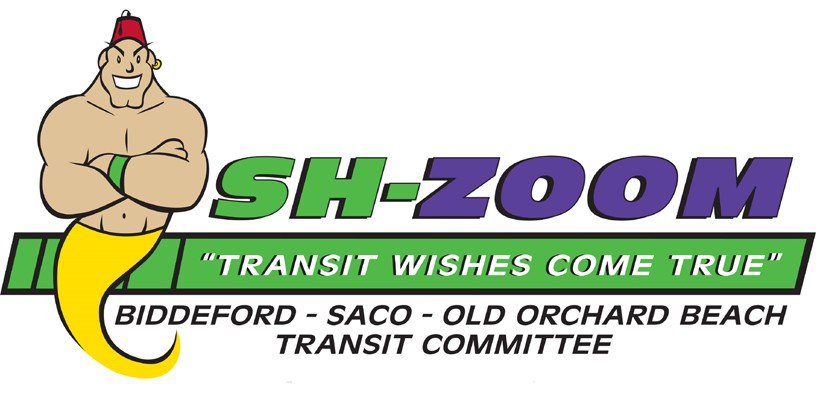 SH-ZOOM
"TRANSIT WISHES COME TRUE"
BIDDEFORD - SACO - OLD ORCHARD BEACH
TRANSIT COMMITTEE